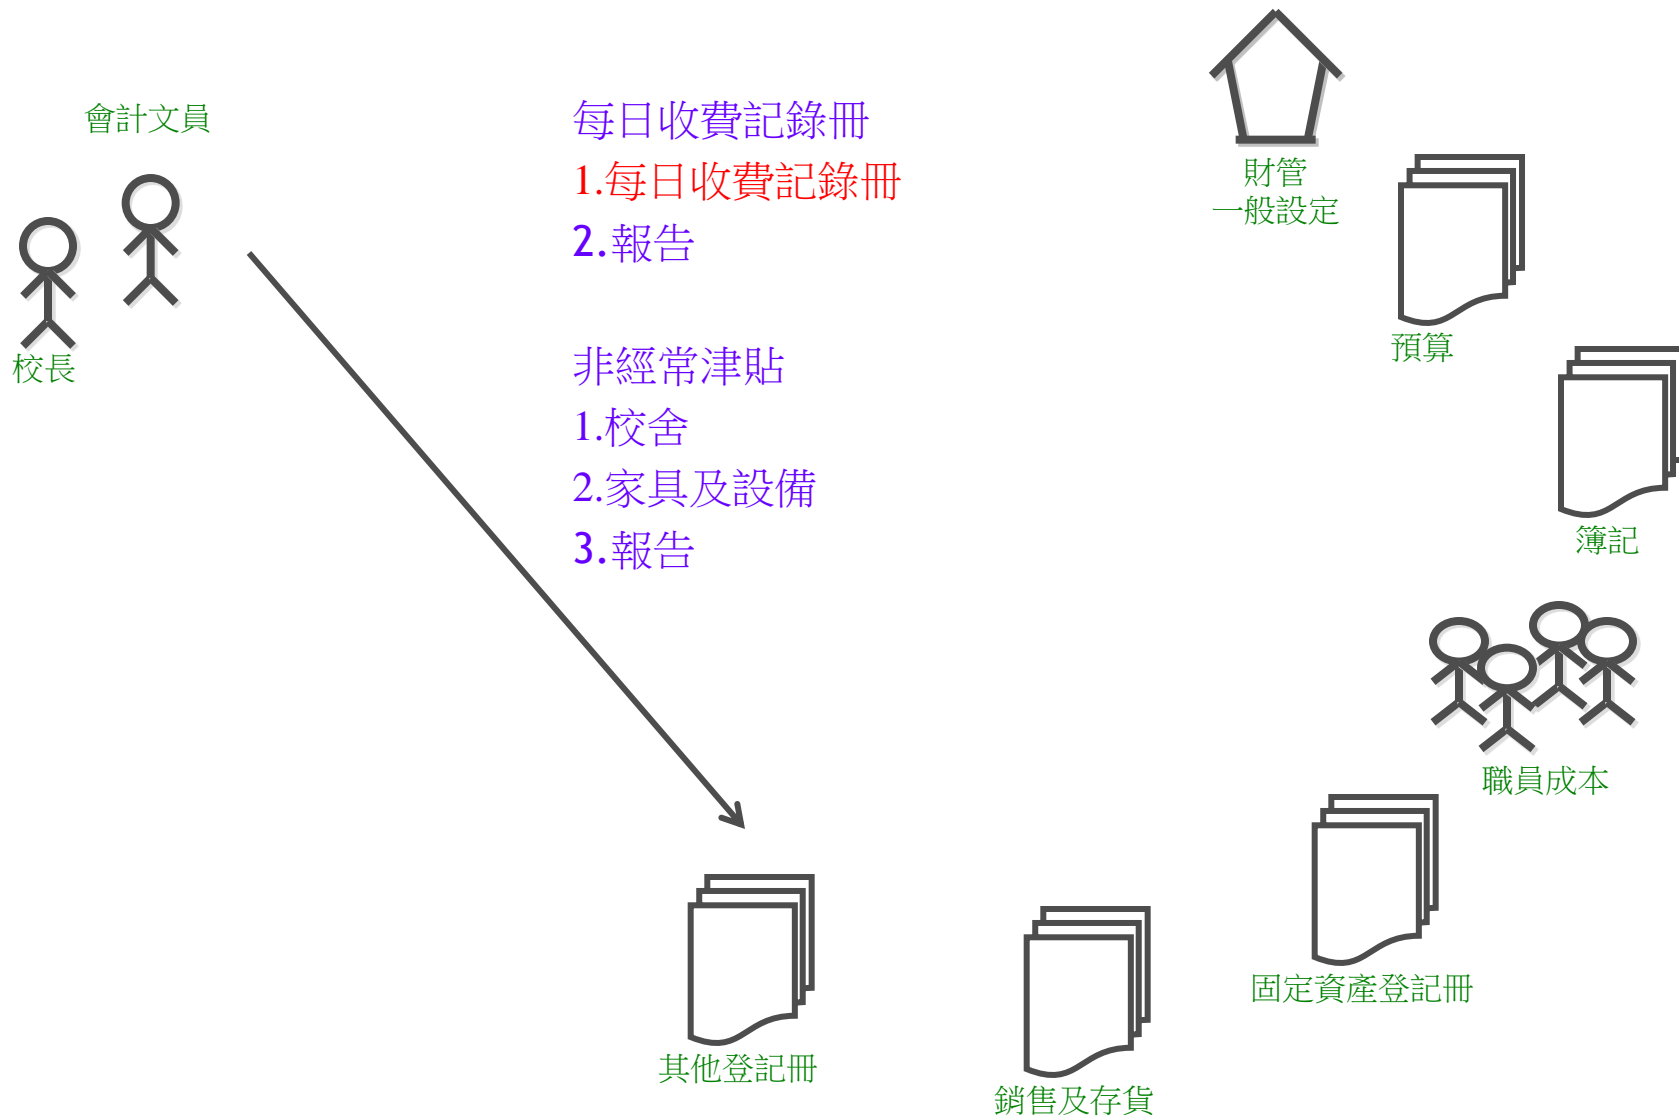 會計文員
校長
每日收費記錄冊
1.每日收費記錄冊
2.報告
非經常津貼
1.校舍
2.家具及設備
3.報告
財管
一般設定
預算
簿記
職員成本
固定資產登記冊
其他登記冊
銷售及存貨